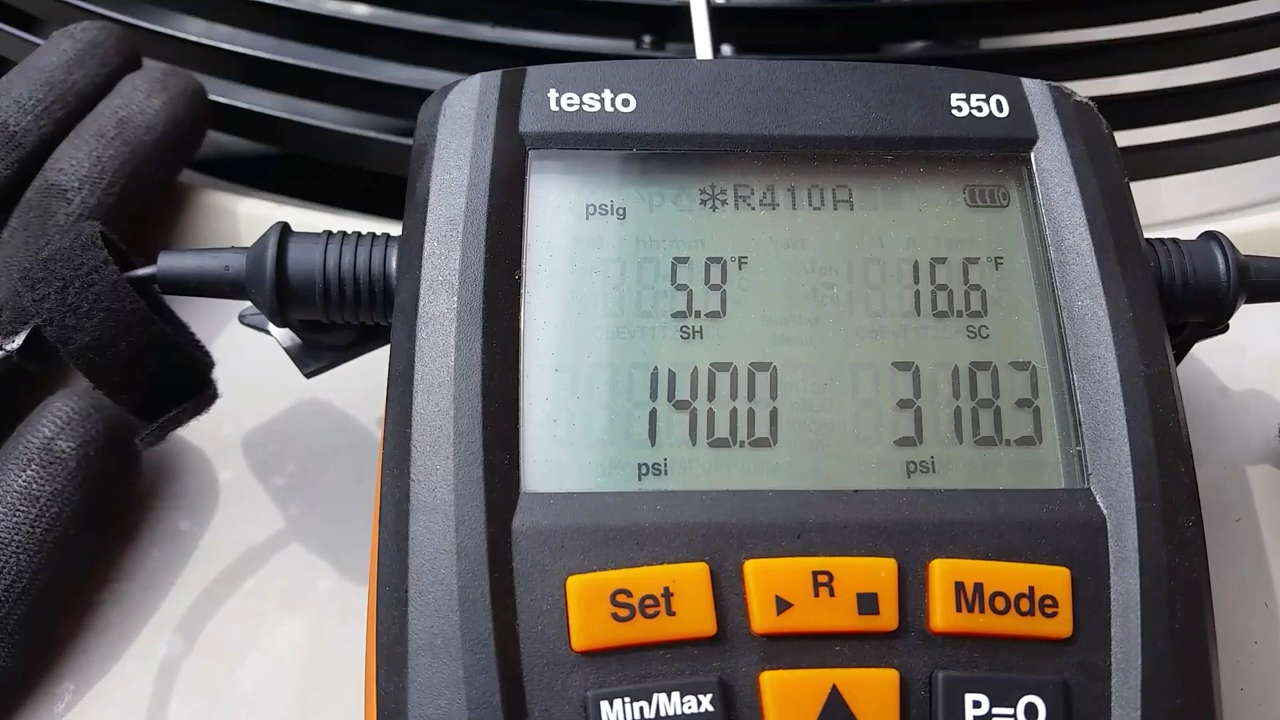 testo 550
psig ❄R410A
5.9°F 16.6°F
SH SC
140.0 318.3
psi psi
Set R Mode
Min/Max P=0